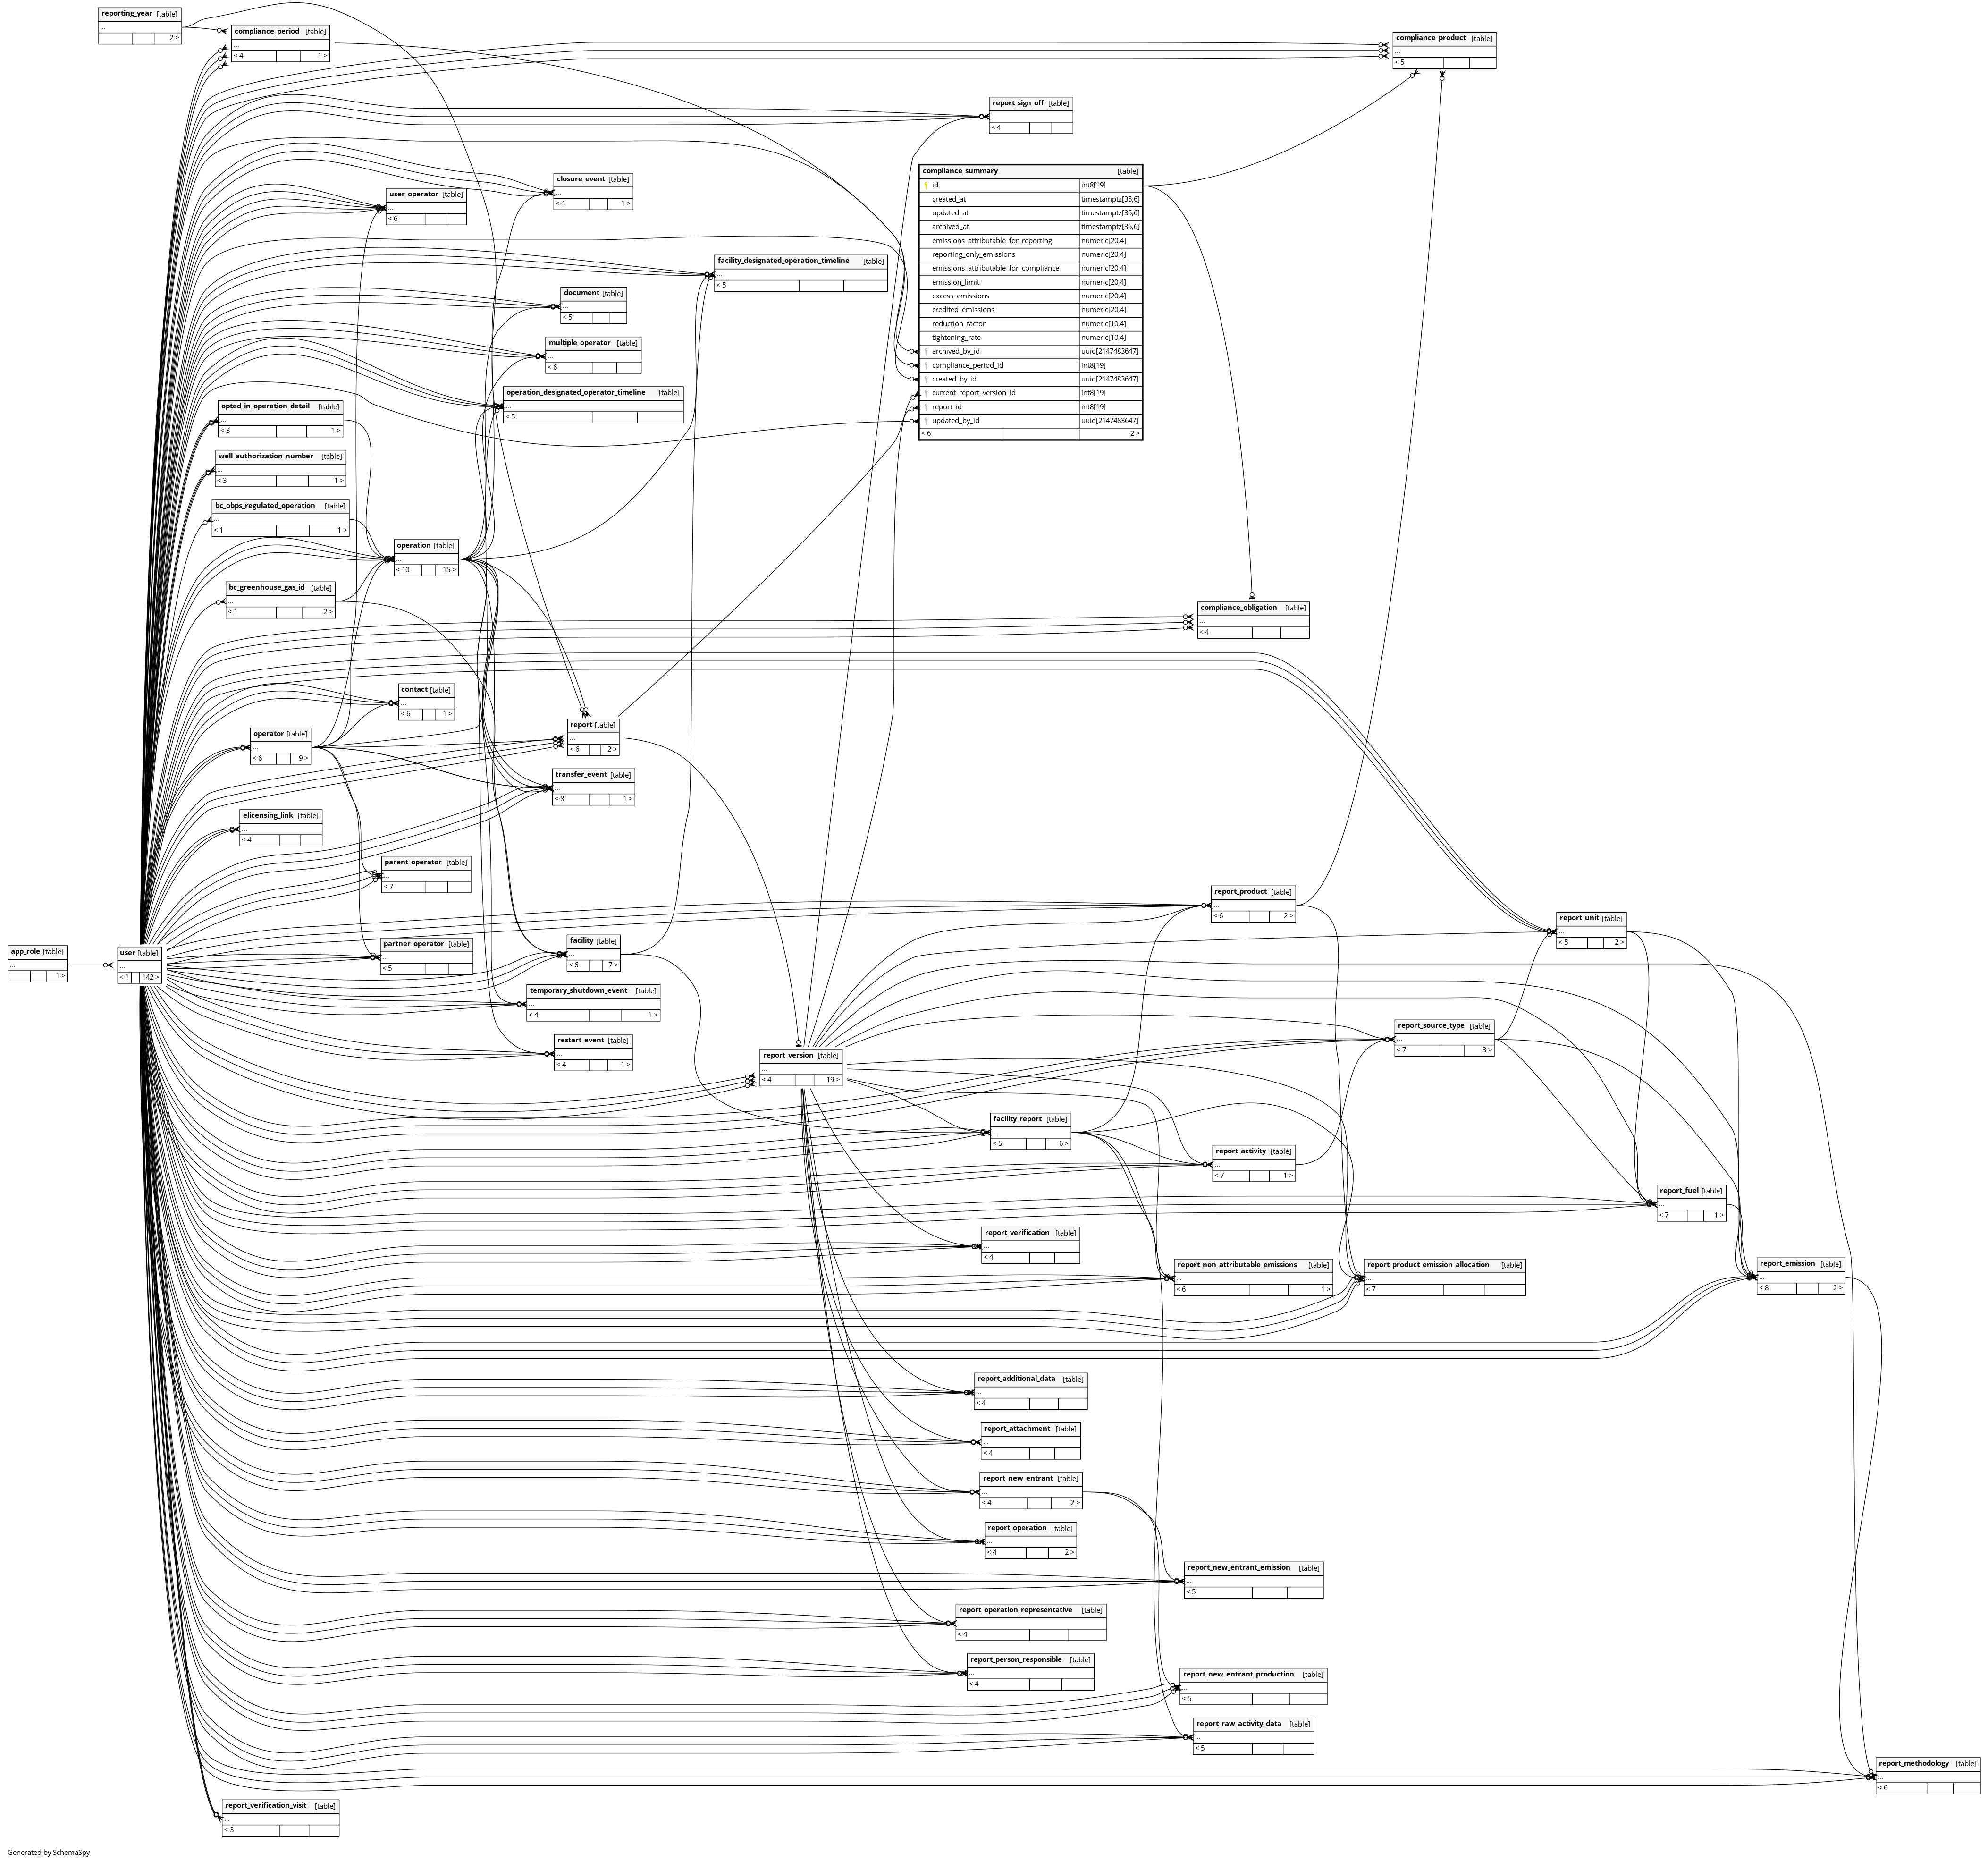 reporting_year [table]
...
2 >
compliance_period [table]
...
< 4 1 >
compliance_product [table]
...
< 5
report_sign_off [table]
...
< 4
compliance_summary [table]
id int8[19]
created_at timestamptz[35,6]
updated_at timestamptz[35,6]
archived_at timestamptz[35,6]
emissions_attributable_for_reporting numeric[20,4]
reporting_only_emissions numeric[20,4]
emissions_attributable_for_compliance numeric[20,4]
emission_limit numeric[20,4]
excess_emissions numeric[20,4]
credited_emissions numeric[20,4]
reduction_factor numeric[10,4]
tightening_rate numeric[10,4]
archived_by_id uuid[2147483647]
compliance_period_id int8[19]
created_by_id uuid[2147483647]
current_report_version_id int8[19]
report_id int8[19]
updated_by_id uuid[2147483647]
< 6 2 >
closure_event [table]
...
< 4 1 >
user_operator [table]
...
< 6
facility_designated_operation_timeline [table]
...
< 5
document [table]
...
< 5
multiple_operator [table]
...
< 6
operation_designated_operator_timeline [table]
...
< 5
opted_in_operation_detail [table]
...
< 3 1 >
well_authorization_number [table]
...
< 3 1 >
bc_obps_regulated_operation [table]
...
< 1 1 >
operation [table]
...
< 10 15 >
bc_greenhouse_gas_id [table]
...
< 1 2 >
compliance_obligation [table]
...
< 4
contact [table]
...
< 6 1 >
report [table]
...
< 6 2 >
operator [table]
...
< 6 9 >
transfer_event [table]
...
< 8 1 >
elicensing_link [table]
...
< 4
parent_operator [table]
...
< 7
report_product [table]
...
< 6 2 >
report_unit [table]
...
< 5 2 >
app_role [table]
...
1 >
user [table]
...
< 1 142 >
partner_operator [table]
...
< 5
facility [table]
...
< 6 7 >
temporary_shutdown_event [table]
...
< 4 1 >
restart_event [table]
...
< 4 1 >
report_version [table]
...
< 4 19 >
report_source_type [table]
...
< 7 3 >
facility_report [table]
...
< 5 6 >
report_activity [table]
...
< 7 1 >
report_fuel [table]
...
< 7 1 >
report_verification [table]
...
< 4
report_non_attributable_emissions [table]
...
< 6 1 >
report_product_emission_allocation [table]
...
< 7
report_emission [table]
...
< 8 2 >
report_additional_data [table]
...
< 4
report_attachment [table]
...
< 4
report_new_entrant [table]
...
< 4 2 >
report_operation [table]
...
< 4 2 >
report_new_entrant_emission [table]
...
< 5
report_operation_representative [table]
...
< 4
report_person_responsible [table]
...
< 4
report_new_entrant_production [table]
...
< 5
report_raw_activity_data [table]
...
< 5
report_methodology [table]
...
< 6
report_verification_visit [table]
...
< 3
Generated by SchemaSpy